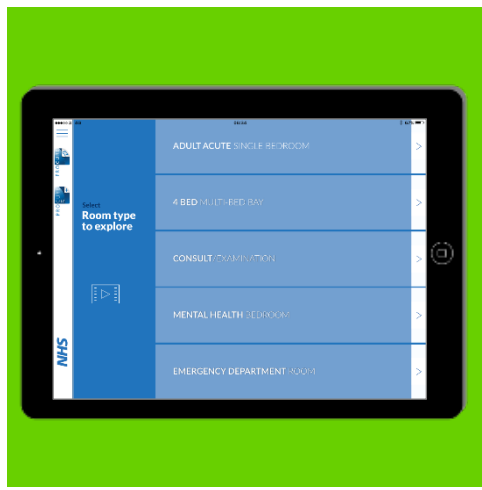 Select
Room type
to explore
NHS
ADULT ACUTE SINGLE BEDROOM
4 BED MULTI-BED BAY
CONSULT/EXAMINATION
MENTAL HEALTH BEDROOM
EMERGENCY DEPARTMENT ROOM